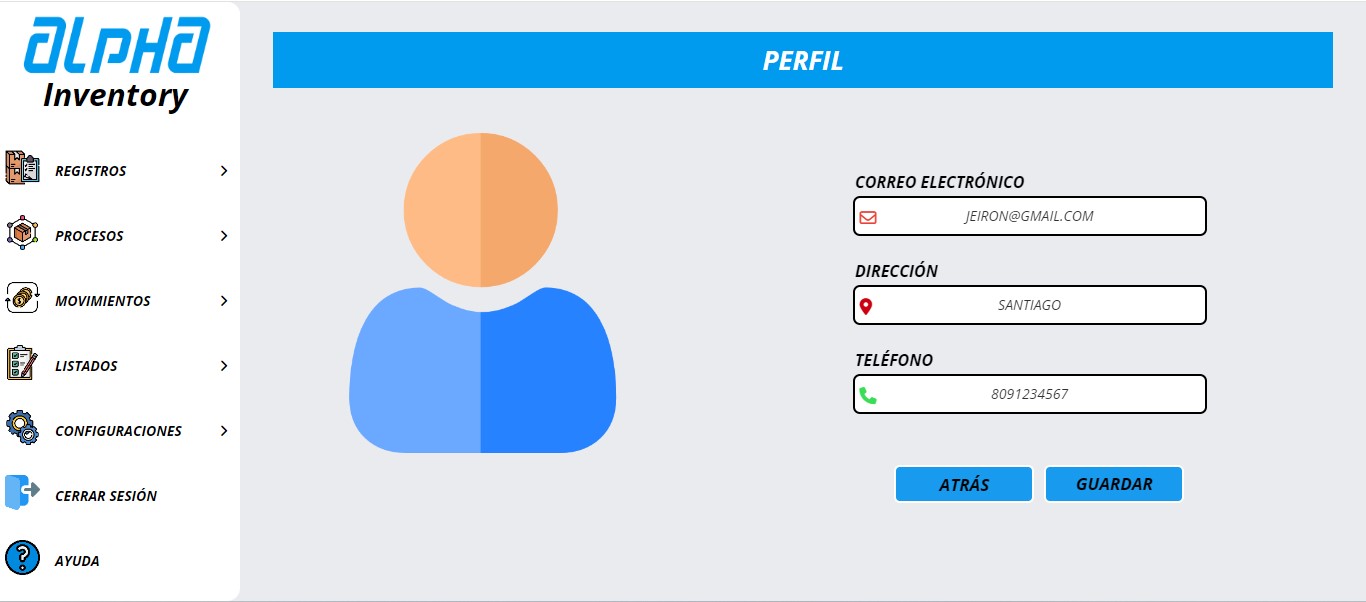 ALPHA
Inventory
REGISTROS
PROCESOS
MOVIMIENTOS
LISTADOS
CONFIGURACIONES
CERRAR SESIÓN
AYUDA
PERFIL
CORREO ELECTRÓNICO
JEIRON@GMAIL.COM
DIRECCIÓN
SANTIAGO
TELÉFONO
8091234567
ATRÁS
GUARDAR